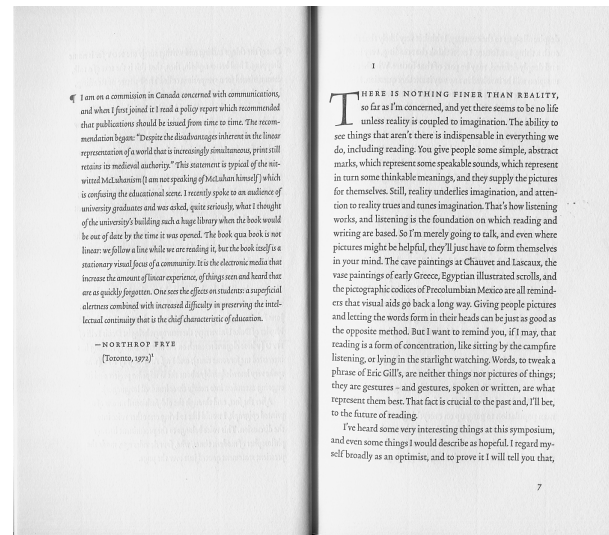 ¶ I am on a commission in Canada concerned with communications,
and when I first joined it I read a policy report which recommended
that publications should be issued from time to time. The recom-
mendation began: “Despite the disadvantages inherent in the linear
representation of a world that is increasingly simultaneous, print still
retains its medieval authority.” This statement is typical of the nit-
witted McLuhanism (I am not speaking of McLuhan himself) which
is confusing the educational scene. I recently spoke to an audience of
university graduates and was asked, quite seriously, what I thought
of the university's building such a huge library when the book would
be out of date by the time it was opened. The book qua book is not
linear: we follow a line while we are reading it, but the book itself is a
stationary visual focus of a community. It is the electronic media that
increase the amount of linear experience, of things seen and heard that
are as quickly forgotten. One sees the effects on students: a superficial
alertness combined with increased difficulty in preserving the intel-
lectual continuity that is the chief characteristic of education.
—NORTHROP FRYE
(Toronto, 1972)¹
I
THERE IS NOTHING FINER THAN REALITY,
so far as I'm concerned, and yet there seems to be no life
unless reality is coupled to imagination. The ability to
see things that aren't there is indispensable in everything we
do, including reading. You give people some simple, abstract
marks, which represent some speakable sounds, which represent
in turn some thinkable meanings, and they supply the pictures
for themselves. Still, reality underlies imagination, and atten-
tion to reality trues and tunes imagination. That's how listening
works, and listening is the foundation on which reading and
writing are based. So I'm merely going to talk, and even where
pictures might be helpful, they'll just have to form themselves
in your mind. The cave paintings at Chauvet and Lascaux, the
vase paintings of early Greece, Egyptian illustrated scrolls, and
the pictographic codices of Precolumbian Mexico are all remind-
ers that visual aids go back a long way. Giving people pictures
and letting the words form in their heads can be just as good as
the opposite method. But I want to remind you, if I may, that
reading is a form of concentration, like sitting by the campfire
listening, or lying in the starlight watching. Words, to tweak a
phrase of Eric Gill's, are neither things nor pictures of things;
they are gestures – and gestures, spoken or written, are what
represent them best. That fact is crucial to the past and, I'll bet,
to the future of reading.
I've heard some very interesting things at this symposium,
and even some things I would describe as hopeful. I regard my-
self broadly as an optimist, and to prove it I will tell you that,
7